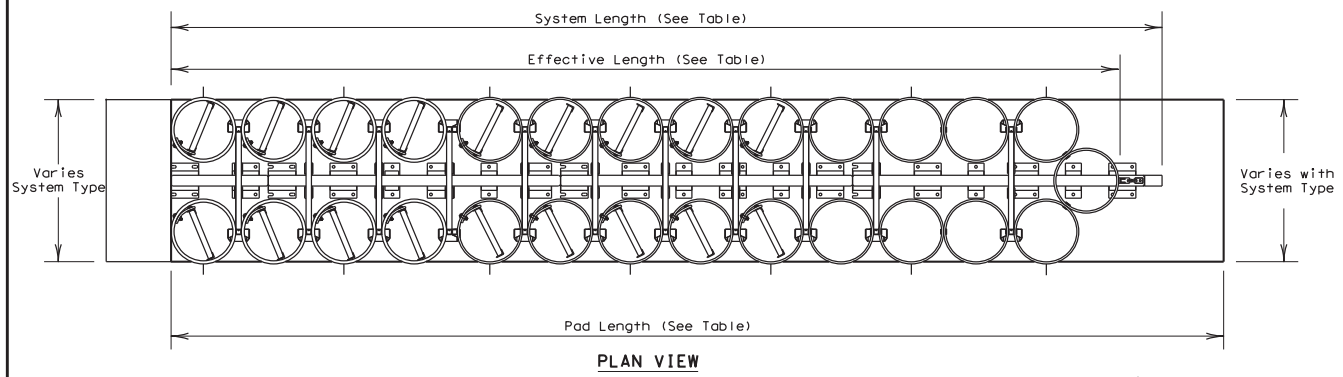 System Length (See Table)
Effective Length (See Table)
Varies
System Type
Varies with
System Type
Pad Length (See Table)
PLAN VIEW